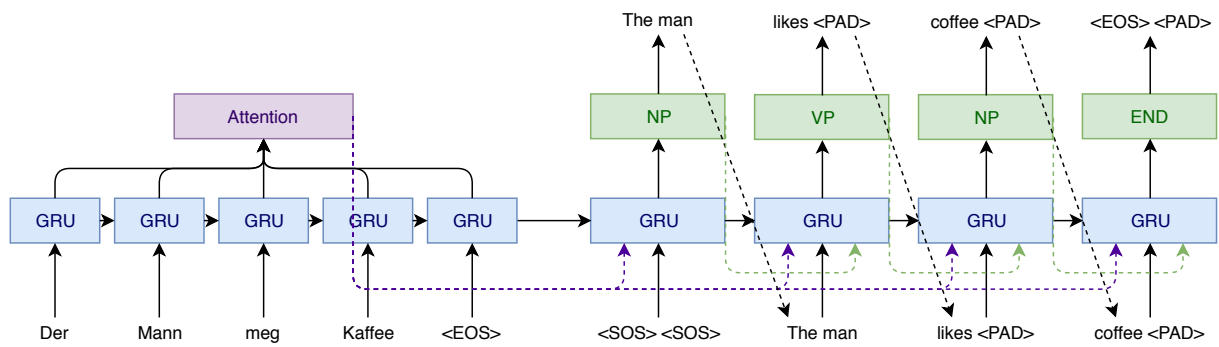 The man likes <PAD> coffee <PAD> <EOS> <PAD>
Attention NP VP NP END
GRU GRU GRU GRU GRU GRU GRU GRU GRU
Der Mann meg Kaffee <EOS> <SOS> <SOS> The man likes <PAD> coffee <PAD>